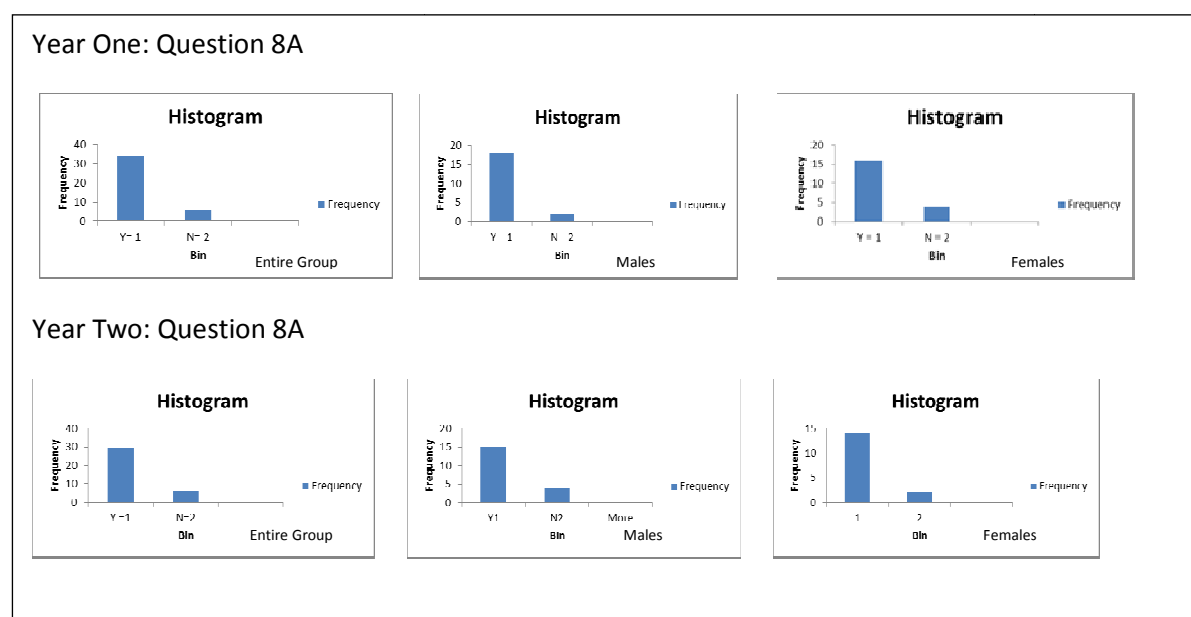 Year One: Question 8A
Histogram
40
30
20
10
0
Frequency
Y= 1
N= 2
Bin
Frequency
Entire Group
Histogram
20
15
10
5
0
Frequency
Y = 1
N = 2
Bin
Frequency
Males
Histogram
20
15
10
5
0
Frequency
Y = 1
N = 2
Bin
Frequency
Females
Year Two: Question 8A
Histogram
40
30
20
10
0
Frequency
Y =1
N=2
Bin
Frequency
Entire Group
Histogram
20
15
10
5
0
Frequency
Y1
N2
More
Bin
Frequency
Males
Histogram
15
10
5
0
Frequency
1
2
Bin
Frequency
Females